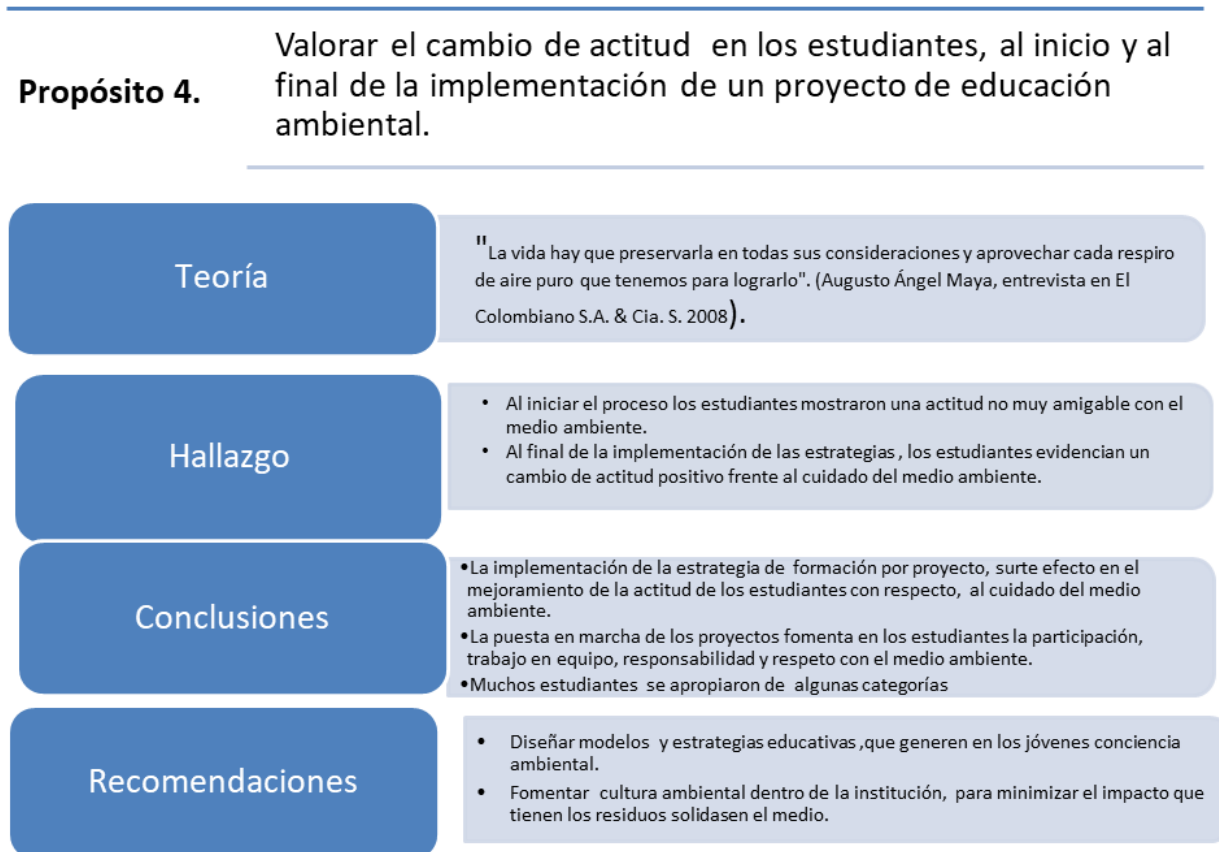 Propósito 4.
Valorar el cambio de actitud en los estudiantes, al inicio y al
final de la implementación de un proyecto de educación
ambiental.
Teoría
"La vida hay que preservarla en todas sus consideraciones y aprovechar cada respiro
de aire puro que tenemos para lograrlo". (Augusto Ángel Maya, entrevista en El
Colombiano S.A. & Cia. S. 2008).
Hallazgo
• Al iniciar el proceso los estudiantes mostraron una actitud no muy amigable con el
medio ambiente.
• Al final de la implementación de las estrategias , los estudiantes evidencian un
cambio de actitud positivo frente al cuidado del medio ambiente.
Conclusiones
•La implementación de la estrategia de formación por proyecto, surte efecto en el
mejoramiento de la actitud de los estudiantes con respecto, al cuidado del medio
ambiente.
•La puesta en marcha de los proyectos fomenta en los estudiantes la participación,
trabajo en equipo, responsabilidad y respeto con el medio ambiente.
•Muchos estudiantes se apropiaron de algunas categorías
Recomendaciones
• Diseñar modelos y estrategias educativas ,que generen en los jóvenes conciencia
ambiental.
• Fomentar cultura ambiental dentro de la institución, para minimizar el impacto que
tienen los residuos solidasen el medio.